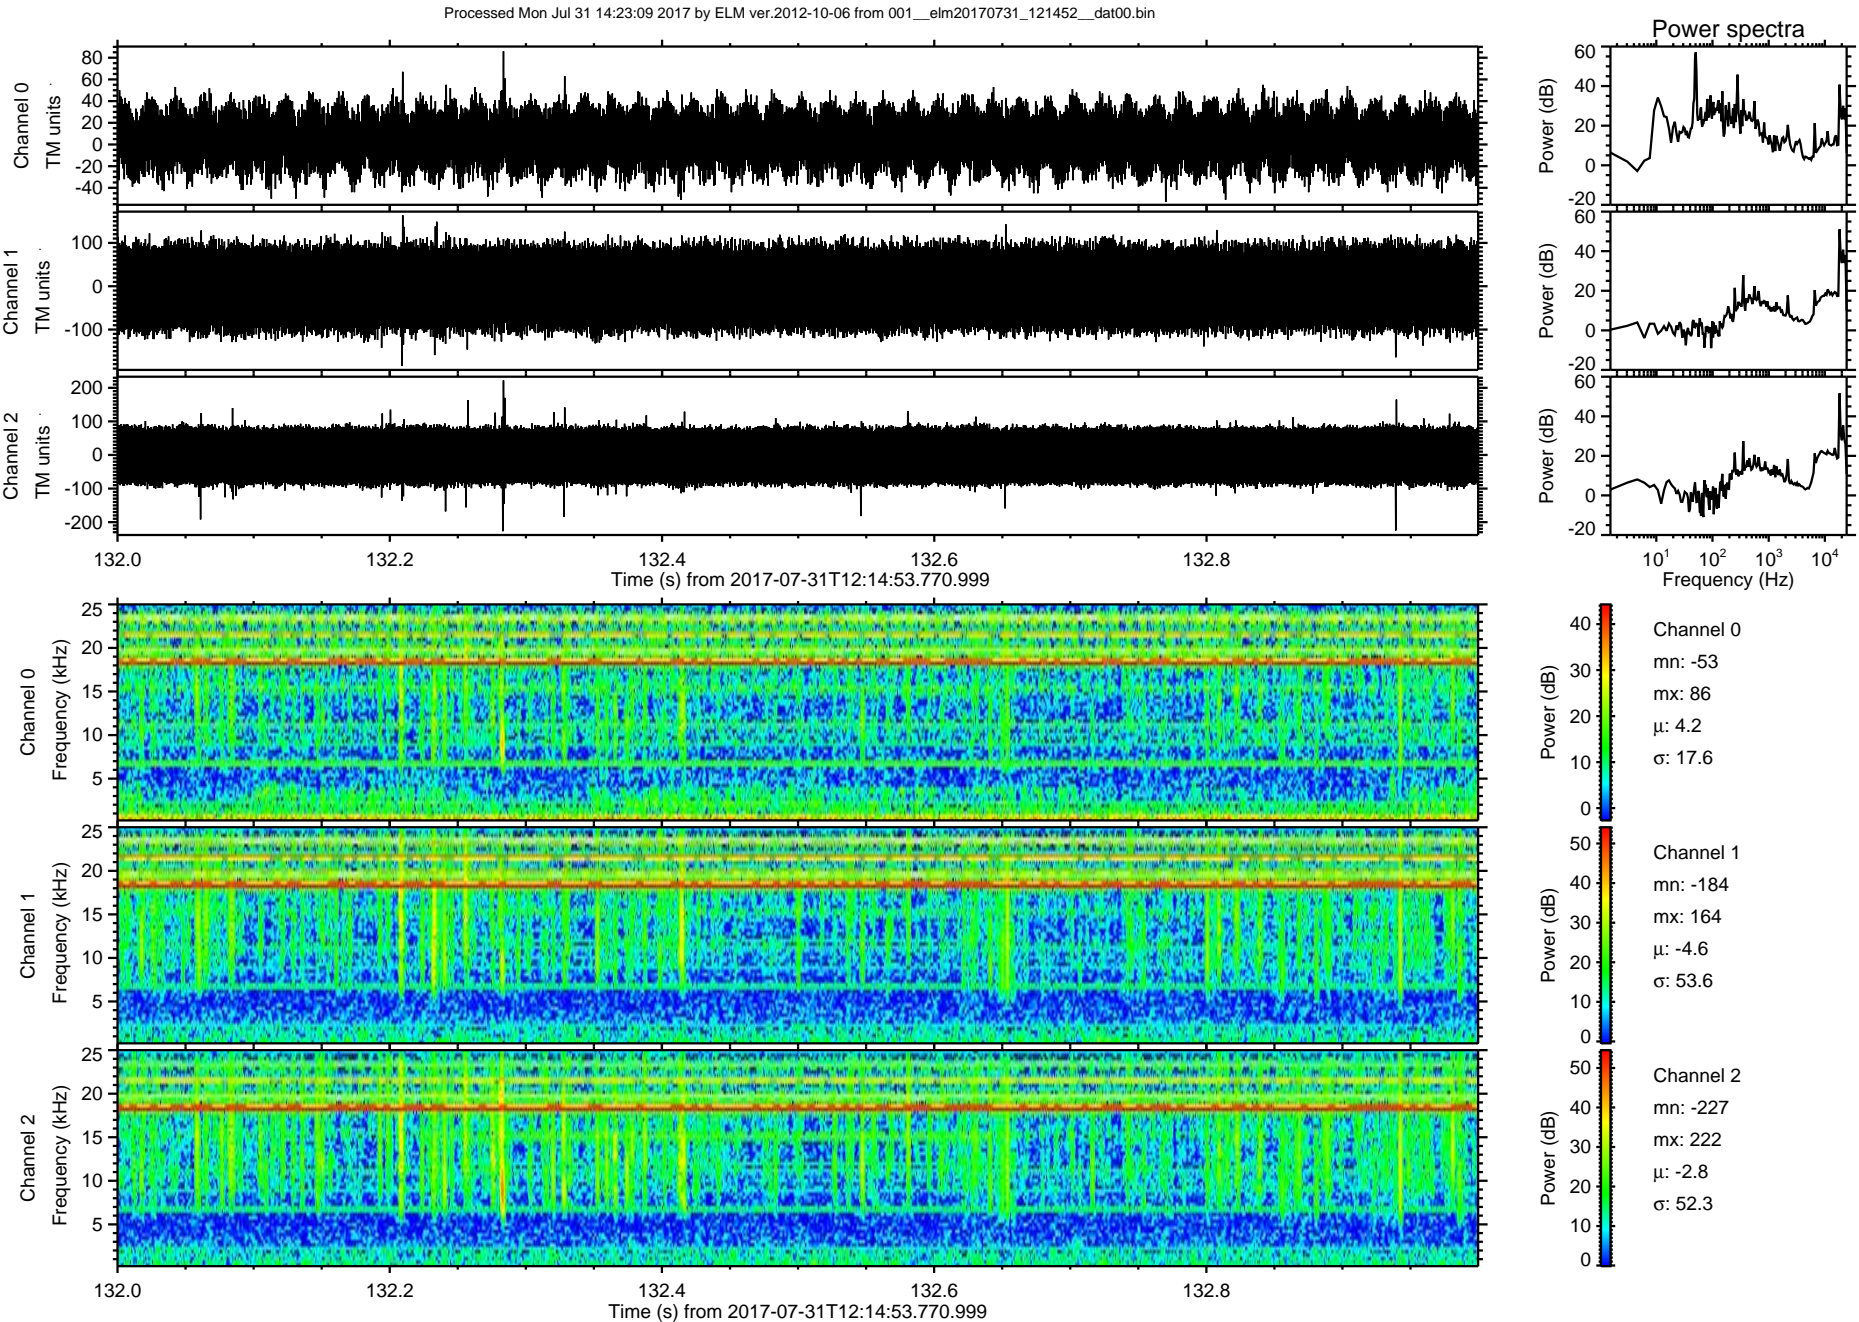 Processed Mon Jul 31 14:23:09 2017 by ELM ver.2012-10-06 from 001__elm20170731_121452__dat00.bin
Power spectra
Channel 0
TM units
80
60
40
20
0
-20
-40
Power (dB)
60
40
20
0
-20
Channel 1
TM units
100
0
-100
Power (dB)
60
40
20
0
-20
Channel 2
TM units
200
100
0
-100
-200
Power (dB)
60
40
20
0
-20
132.0 132.2 132.4 132.6 132.8
Time (s) from 2017-07-31T12:14:53.770.999
10^1 10^2 10^3 10^4
Frequency (Hz)
Channel 0
Frequency (kHz)
25
20
15
10
5
Power (dB)
40
30
20
10
0
Channel 0
mn: -53
mx: 86
μ: 4.2
σ: 17.6
Channel 1
Frequency (kHz)
25
20
15
10
5
Power (dB)
50
40
30
20
10
0
Channel 1
mn: -184
mx: 164
μ: -4.6
σ: 53.6
Channel 2
Frequency (kHz)
25
20
15
10
5
Power (dB)
50
40
30
20
10
0
Channel 2
mn: -227
mx: 222
μ: -2.8
σ: 52.3
132.0 132.2 132.4 132.6 132.8
Time (s) from 2017-07-31T12:14:53.770.999